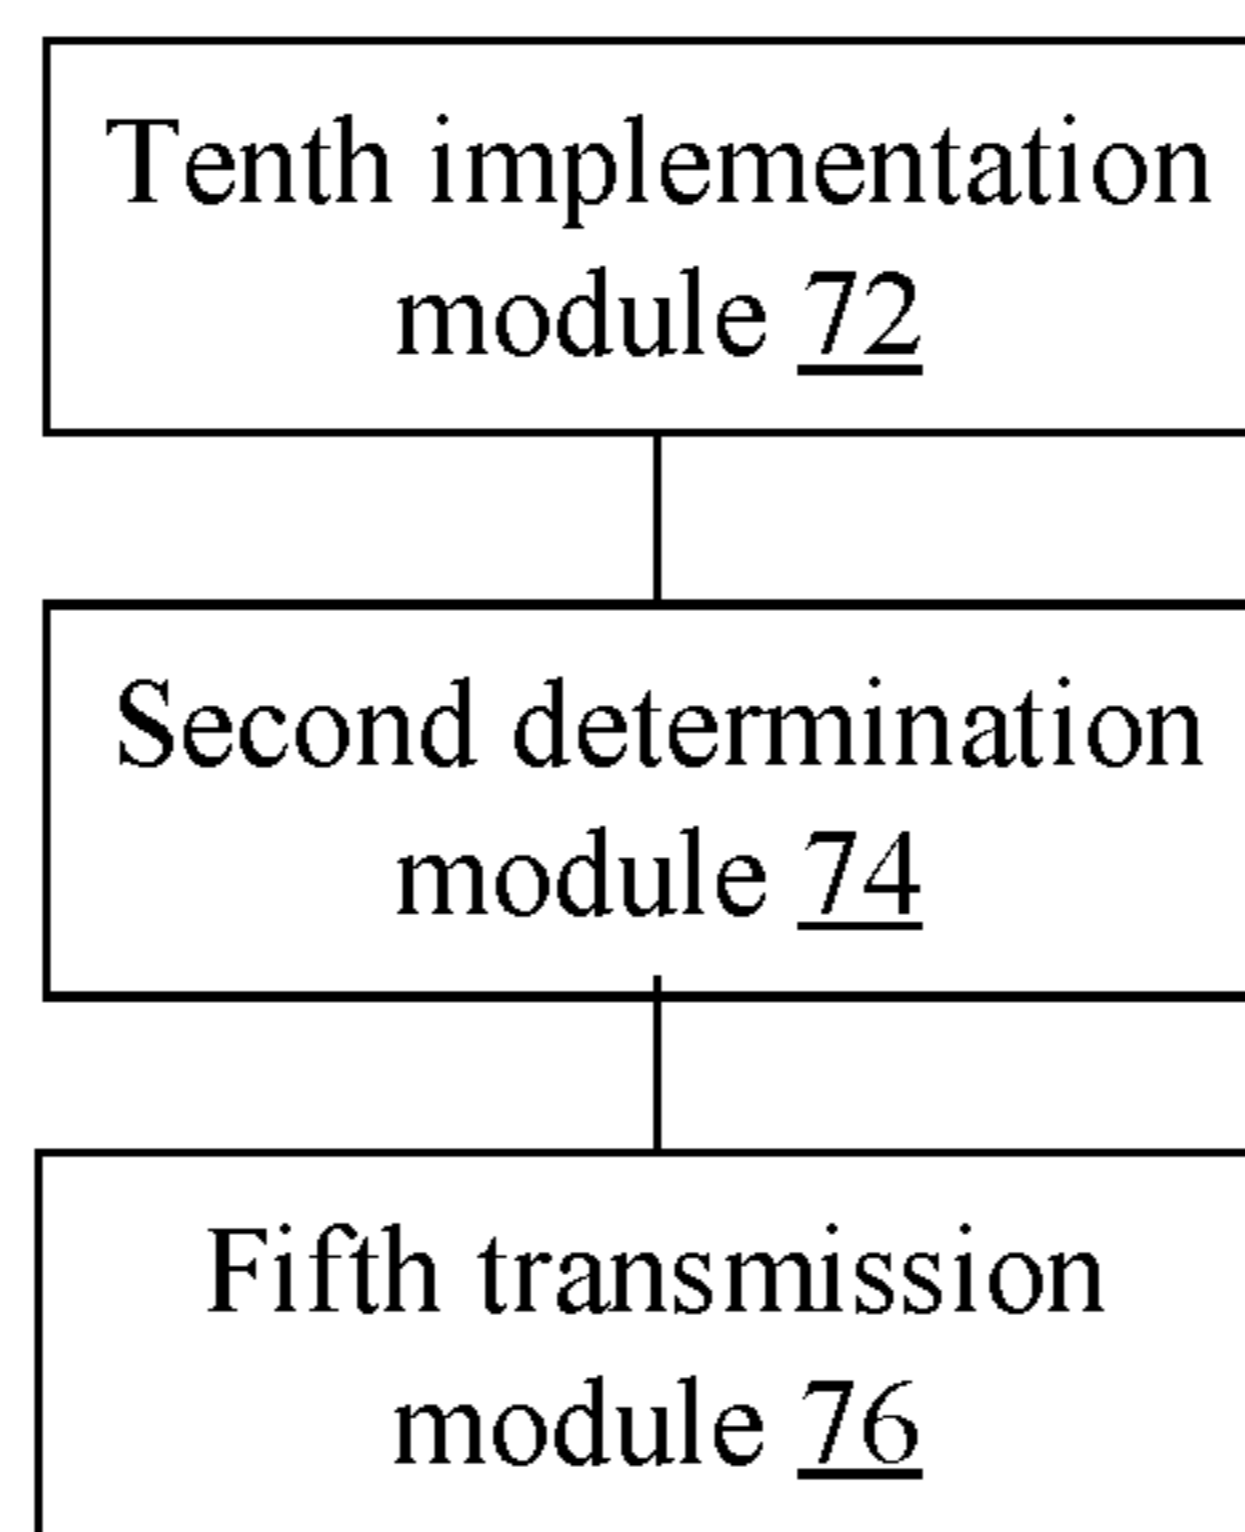 Tenth implementation
module 72
Second determination
module 74
Fifth transmission
module 76